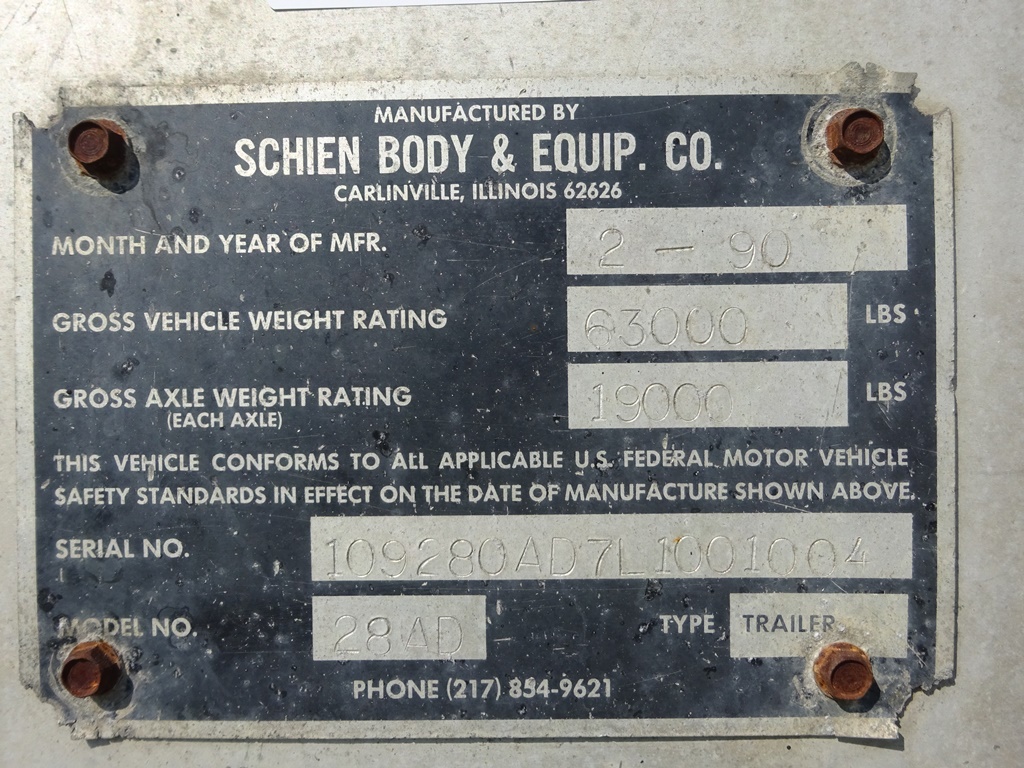 MANUFACTURED BY
SCHIEN BODY & EQUIP. CO.
CARLINVILLE, ILLINOIS 62626
MONTH AND YEAR OF MFR. 2 - 90
GROSS VEHICLE WEIGHT RATING 63000 LBS
GROSS AXLE WEIGHT RATING 19000 LBS
(EACH AXLE)
THIS VEHICLE CONFORMS TO ALL APPLICABLE U.S. FEDERAL MOTOR VEHICLE
SAFETY STANDARDS IN EFFECT ON THE DATE OF MANUFACTURE SHOWN ABOVE.
SERIAL NO. 109280AD7L1001004
MODEL NO. 28AD TYPE TRAILER
PHONE (217) 854-9621